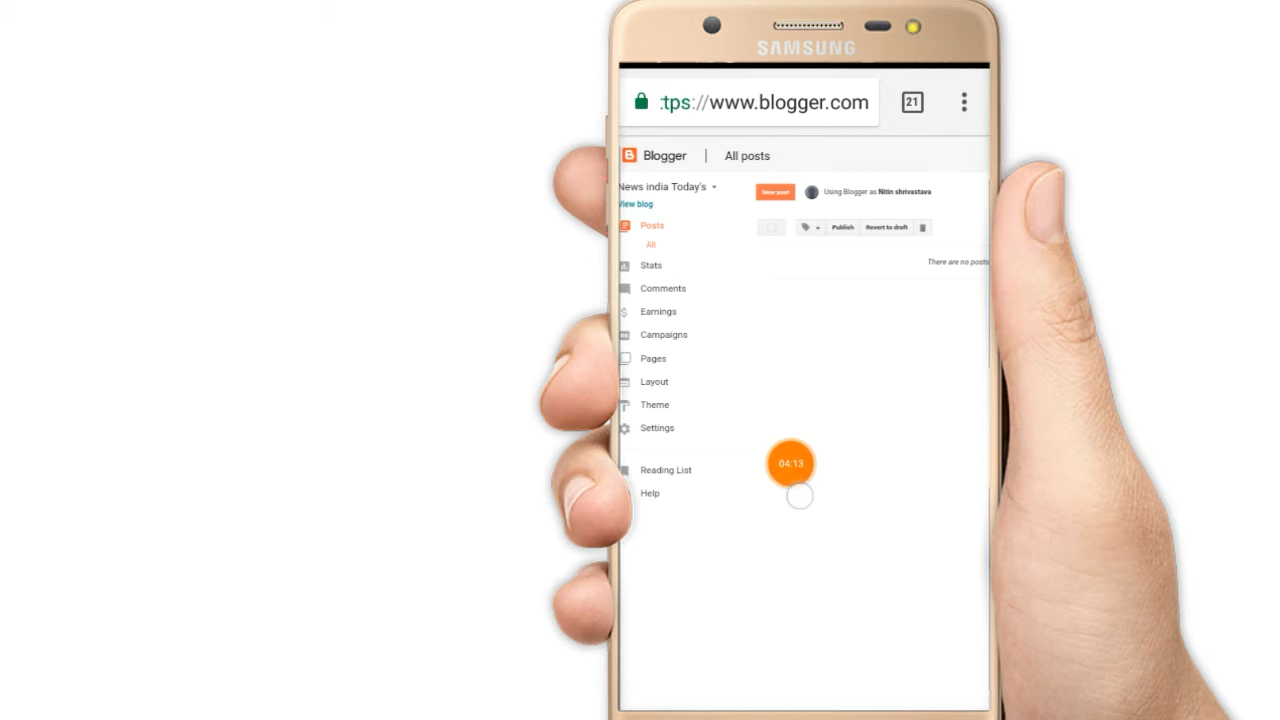 SAMSUNG
:tps://www.blogger.com 21
Blogger | All posts
News india Today's
View blog
New post Using Blogger as Nitin shrivastava
Posts
Publish Revert to draft
All
There are no posts
Stats
Comments
Earnings
Campaigns
Pages
Layout
Theme
Settings
04:13
Reading List
Help